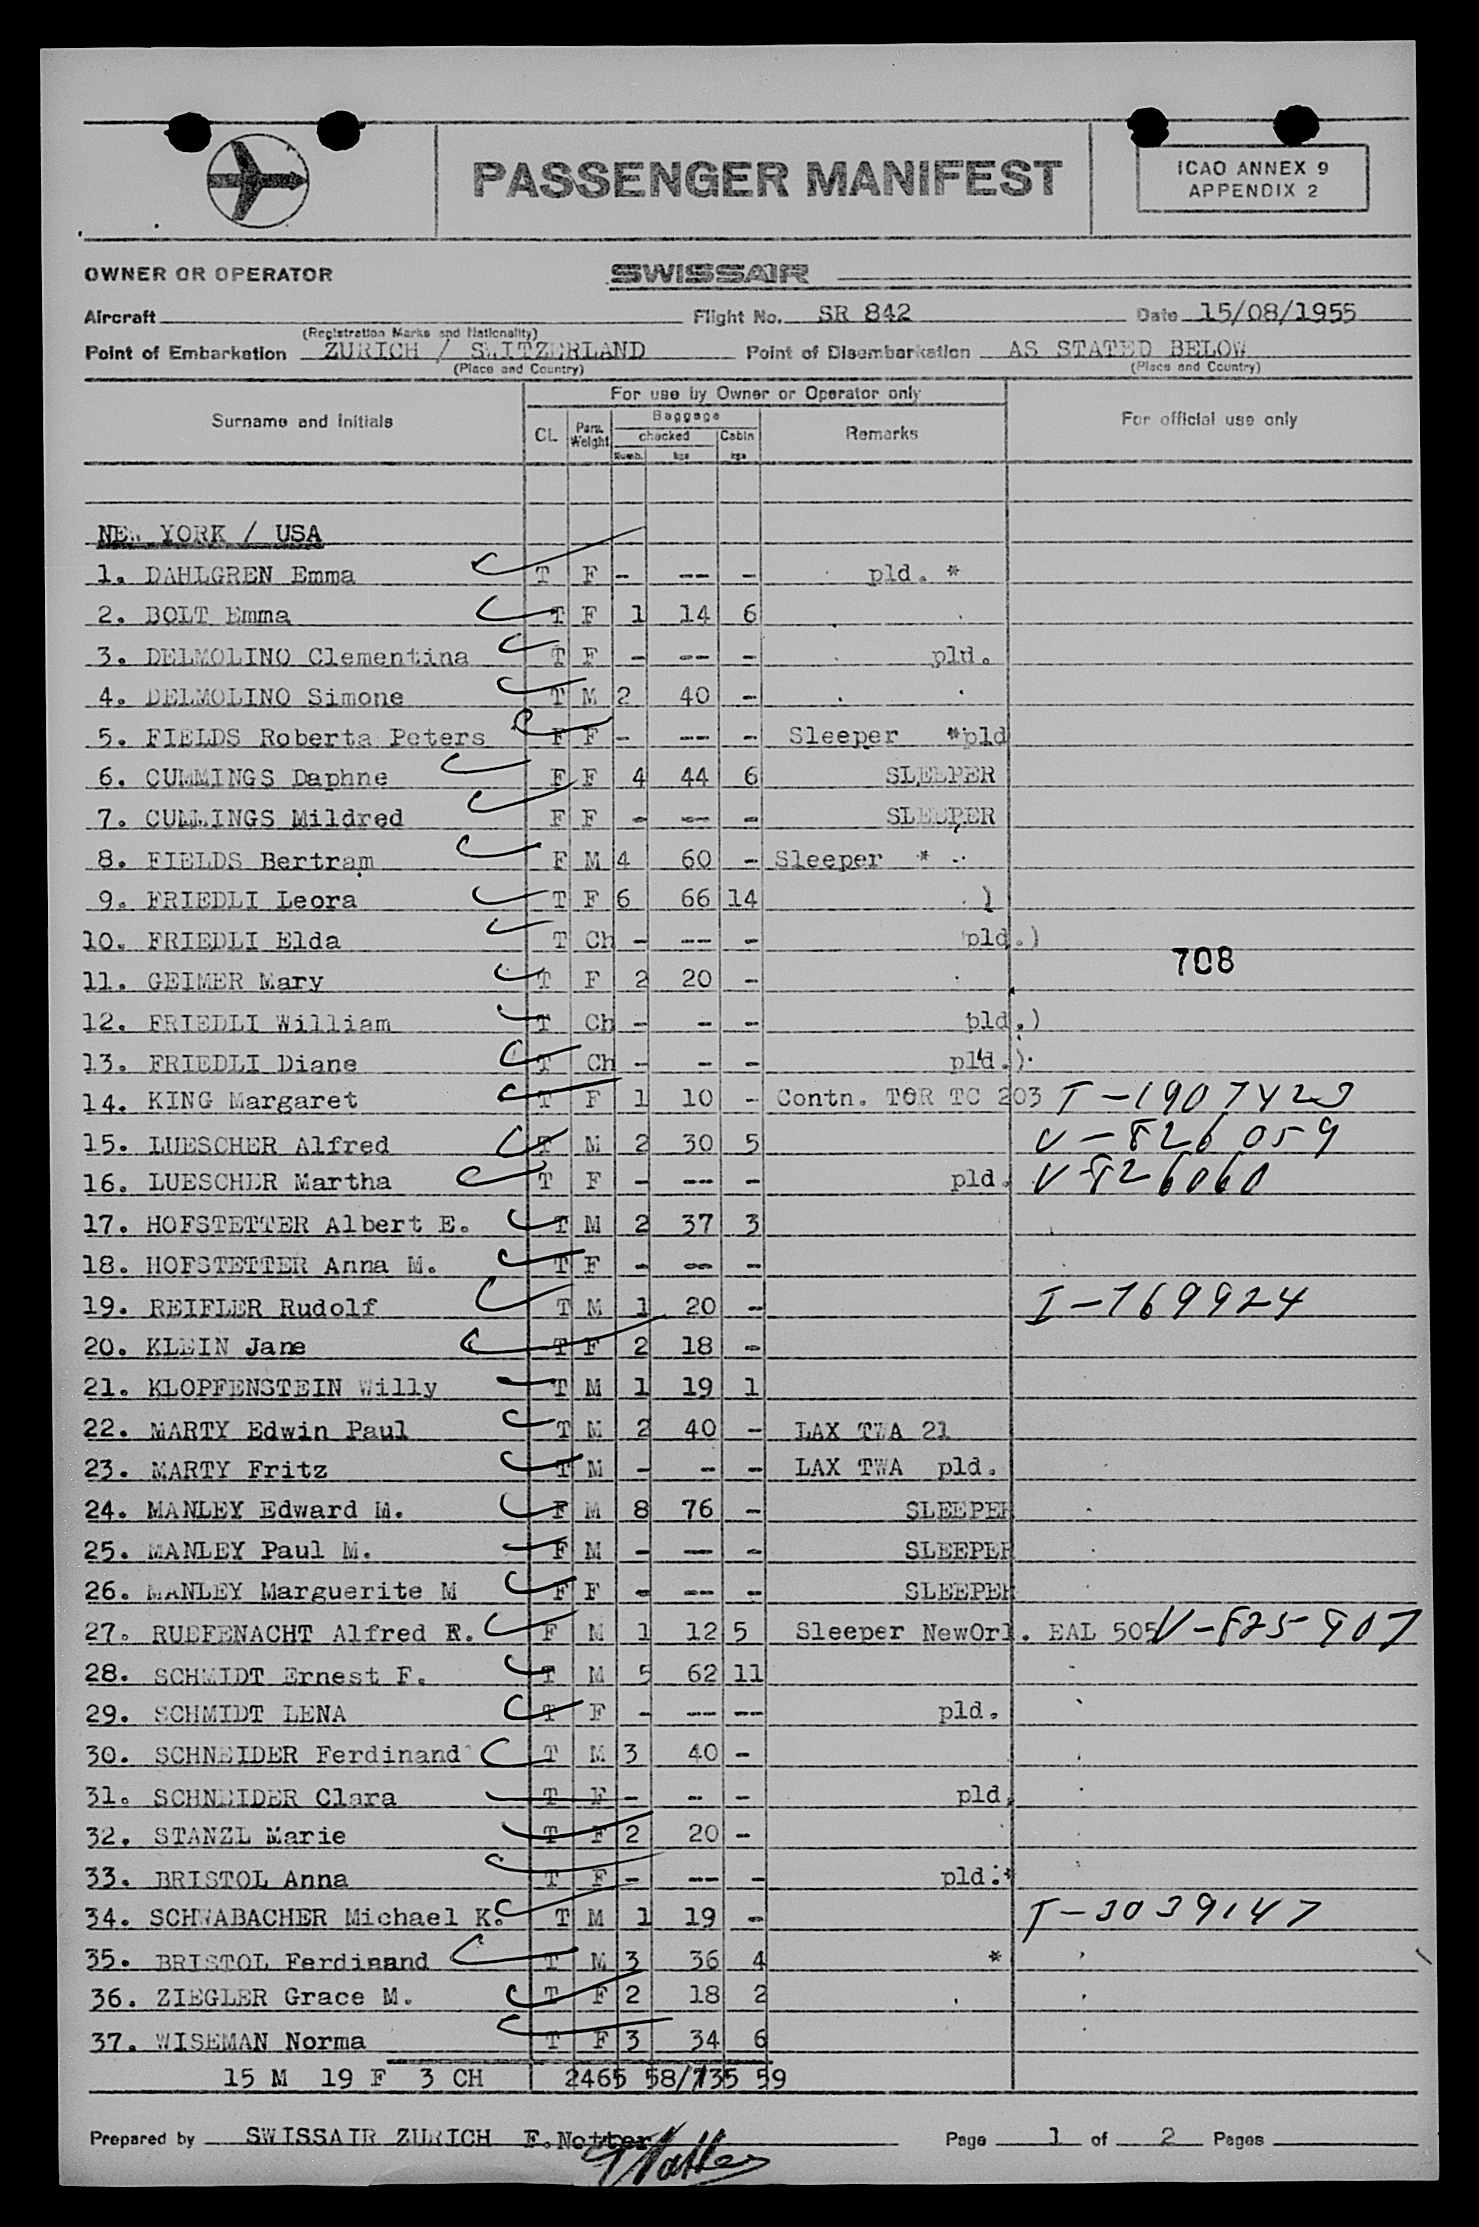 PASSENGER MANIFEST
ICAO ANNEX 9
APPENDIX 2
OWNER OR OPERATOR SWISSAIR
Aircraft Flight No. SR 842 Date 15/08/1955
(Registration Marks and Nationality)
Point of Embarkation ZURICH / SWITZERLAND Point of Disembarkation AS STATED BELOW
(Place and Country) (Place and Country)
For use by Owner or Operator only
Surname and initials CL. Pers. Weight Baggage Remarks For official use only
checked Cabin
Numb. kgs kgs
NEW YORK / USA
1. DAHLGREN Emma T F - --- - pld. *
2. BOLT Emma T F 1 14 6
3. DELMOLINO Clementina T F - --- - pld.
4. DELMOLINO Simone T M 2 40 -
5. FIELDS Roberta Peters F F - --- - Sleeper *pld
6. CUMMINGS Daphne F F 4 44 6 SLEEPER
7. CUMMINGS Mildred F F - --- - SLEEPER
8. FIELDS Bertram F M 4 60 - Sleeper *
9. FRIEDLI Leora T F 6 66 14 )
10. FRIEDLI Elda T Ch - --- - pld.)
708
11. GEIMER Mary T F 2 20 -
12. FRIEDLI William T Ch - - - pld.)
13. FRIEDLI Diane T Ch - - - pld.)
14. KING Margaret T F 1 10 - Contn. TOR TC 203 T-1907423
15. LUESCHER Alfred T M 2 30 5 V-826059
16. LUESCHER Martha T F - --- - pld. V-826060
17. HOFSTETTER Albert E. T M 2 37 3
18. HOFSTETTER Anna M. T F - --- -
19. REIFLER Rudolf T M 1 20 - I-769924
20. KLEIN Jane T F 2 18 -
21. KLOPFENSTEIN Willy T M 1 19 1
22. MARTY Edwin Paul T M 2 40 - LAX TWA 21
23. MARTY Fritz T M - - - LAX TWA pld.
24. MANLEY Edward M. F M 8 76 - SLEEPER
25. MANLEY Paul M. F M - --- - SLEEPER
26. MANLEY Marguerite M F F - --- - SLEEPER
27. RUEFENACHT Alfred R. F M 1 12 5 Sleeper NewOrl. EAL 505 V-825907
28. SCHMIDT Ernest F. T M 5 62 11
29. SCHMIDT LENA T F - --- -- pld.
30. SCHNEIDER Ferdinand T M 3 40 -
31. SCHNEIDER Clara T F - -- - pld.
32. STANZL Marie T F 2 20 -
33. BRISTOL Anna T F - --- - pld.*
34. SCHWABACHER Michael K. T M 1 19 - T-3039147
35. BRISTOL Ferdinand T M 3 36 4 *
36. ZIEGLER Grace M. T F 2 18 2
37. WISEMAN Norma T F 3 34 6
15 M 19 F 3 CH 2465 58/735 59
Prepared by SWISSAIR ZURICH F.Notter Page 1 of 2 Pages